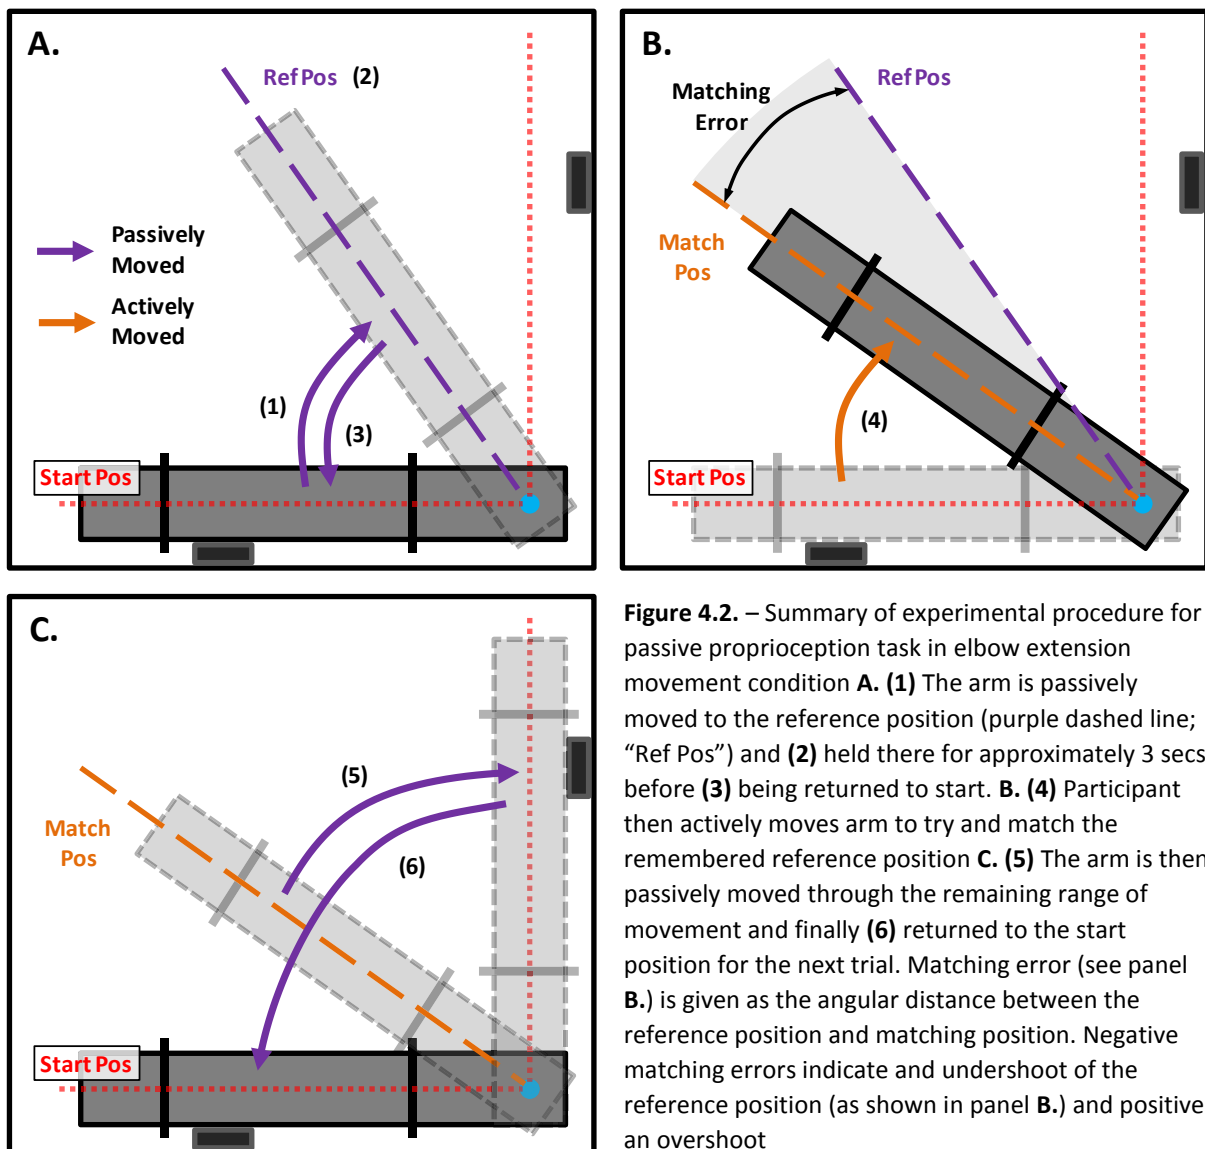 A.
Ref Pos (2)
Passively
Moved
Actively
Moved
(1)
(3)
Start Pos
B.
Matching
Error
Ref Pos
Match
Pos
(4)
Start Pos
C.
(5)
Match
Pos
(6)
Start Pos
Figure 4.2. – Summary of experimental procedure for
passive proprioception task in elbow extension
movement condition A. (1) The arm is passively
moved to the reference position (purple dashed line;
“Ref Pos”) and (2) held there for approximately 3 secs
before (3) being returned to start. B. (4) Participant
then actively moves arm to try and match the
remembered reference position C. (5) The arm is then
passively moved through the remaining range of
movement and finally (6) returned to the start
position for the next trial. Matching error (see panel
B.) is given as the angular distance between the
reference position and matching position. Negative
matching errors indicate and undershoot of the
reference position (as shown in panel B.) and positive
an overshoot